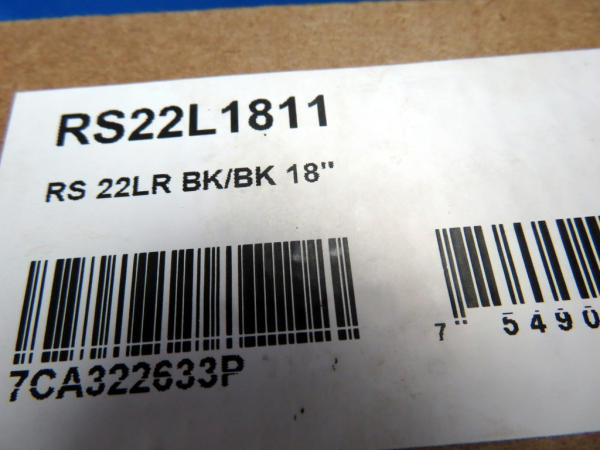 RS22L1811
RS 22LR BK/BK 18"
7CA322633P
7 5490